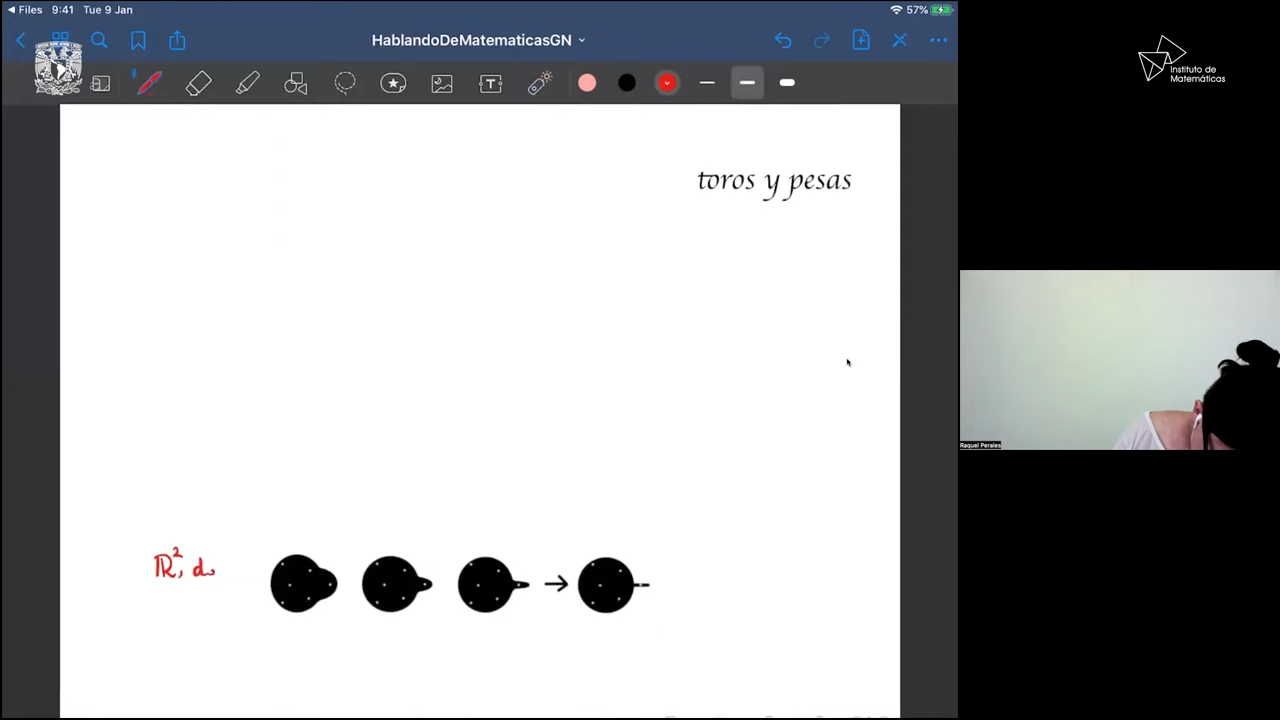 Files 9:41 Tue 9 Jan 57%
HablandoDeMatematicasGN
T
Instituto de
Matemáticas
toros y pesas
Raquel Perales
ℝ², d